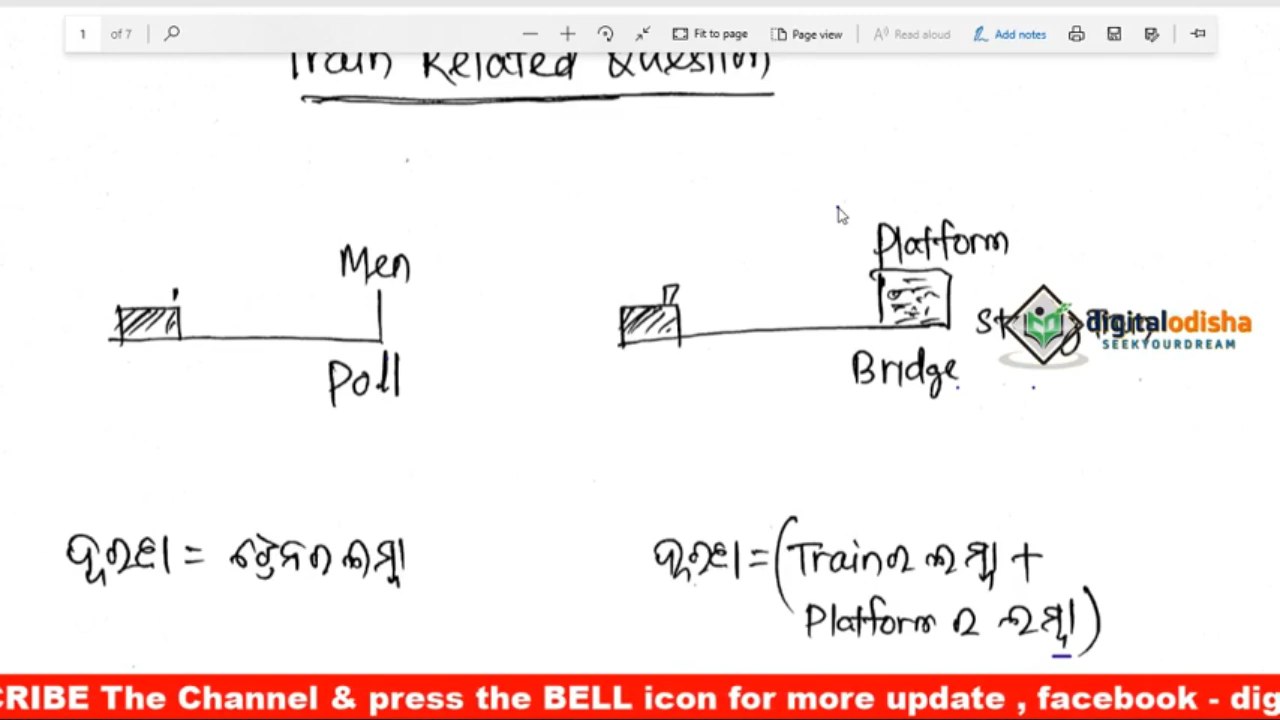 1 of 7 Fit to page Page view Read aloud Add notes
Train Related Question
Men
Platform
Poll
Bridge
digitalodisha
SEEKYOURDREAM
ଦୂରତା = ଟ୍ରେନର ଲମ୍ବା
ଦୂରତା = (Trainର ଲମ୍ବା +
Platform ର ଲମ୍ବା)
CRIBE The Channel & press the BELL icon for more update , facebook - dig